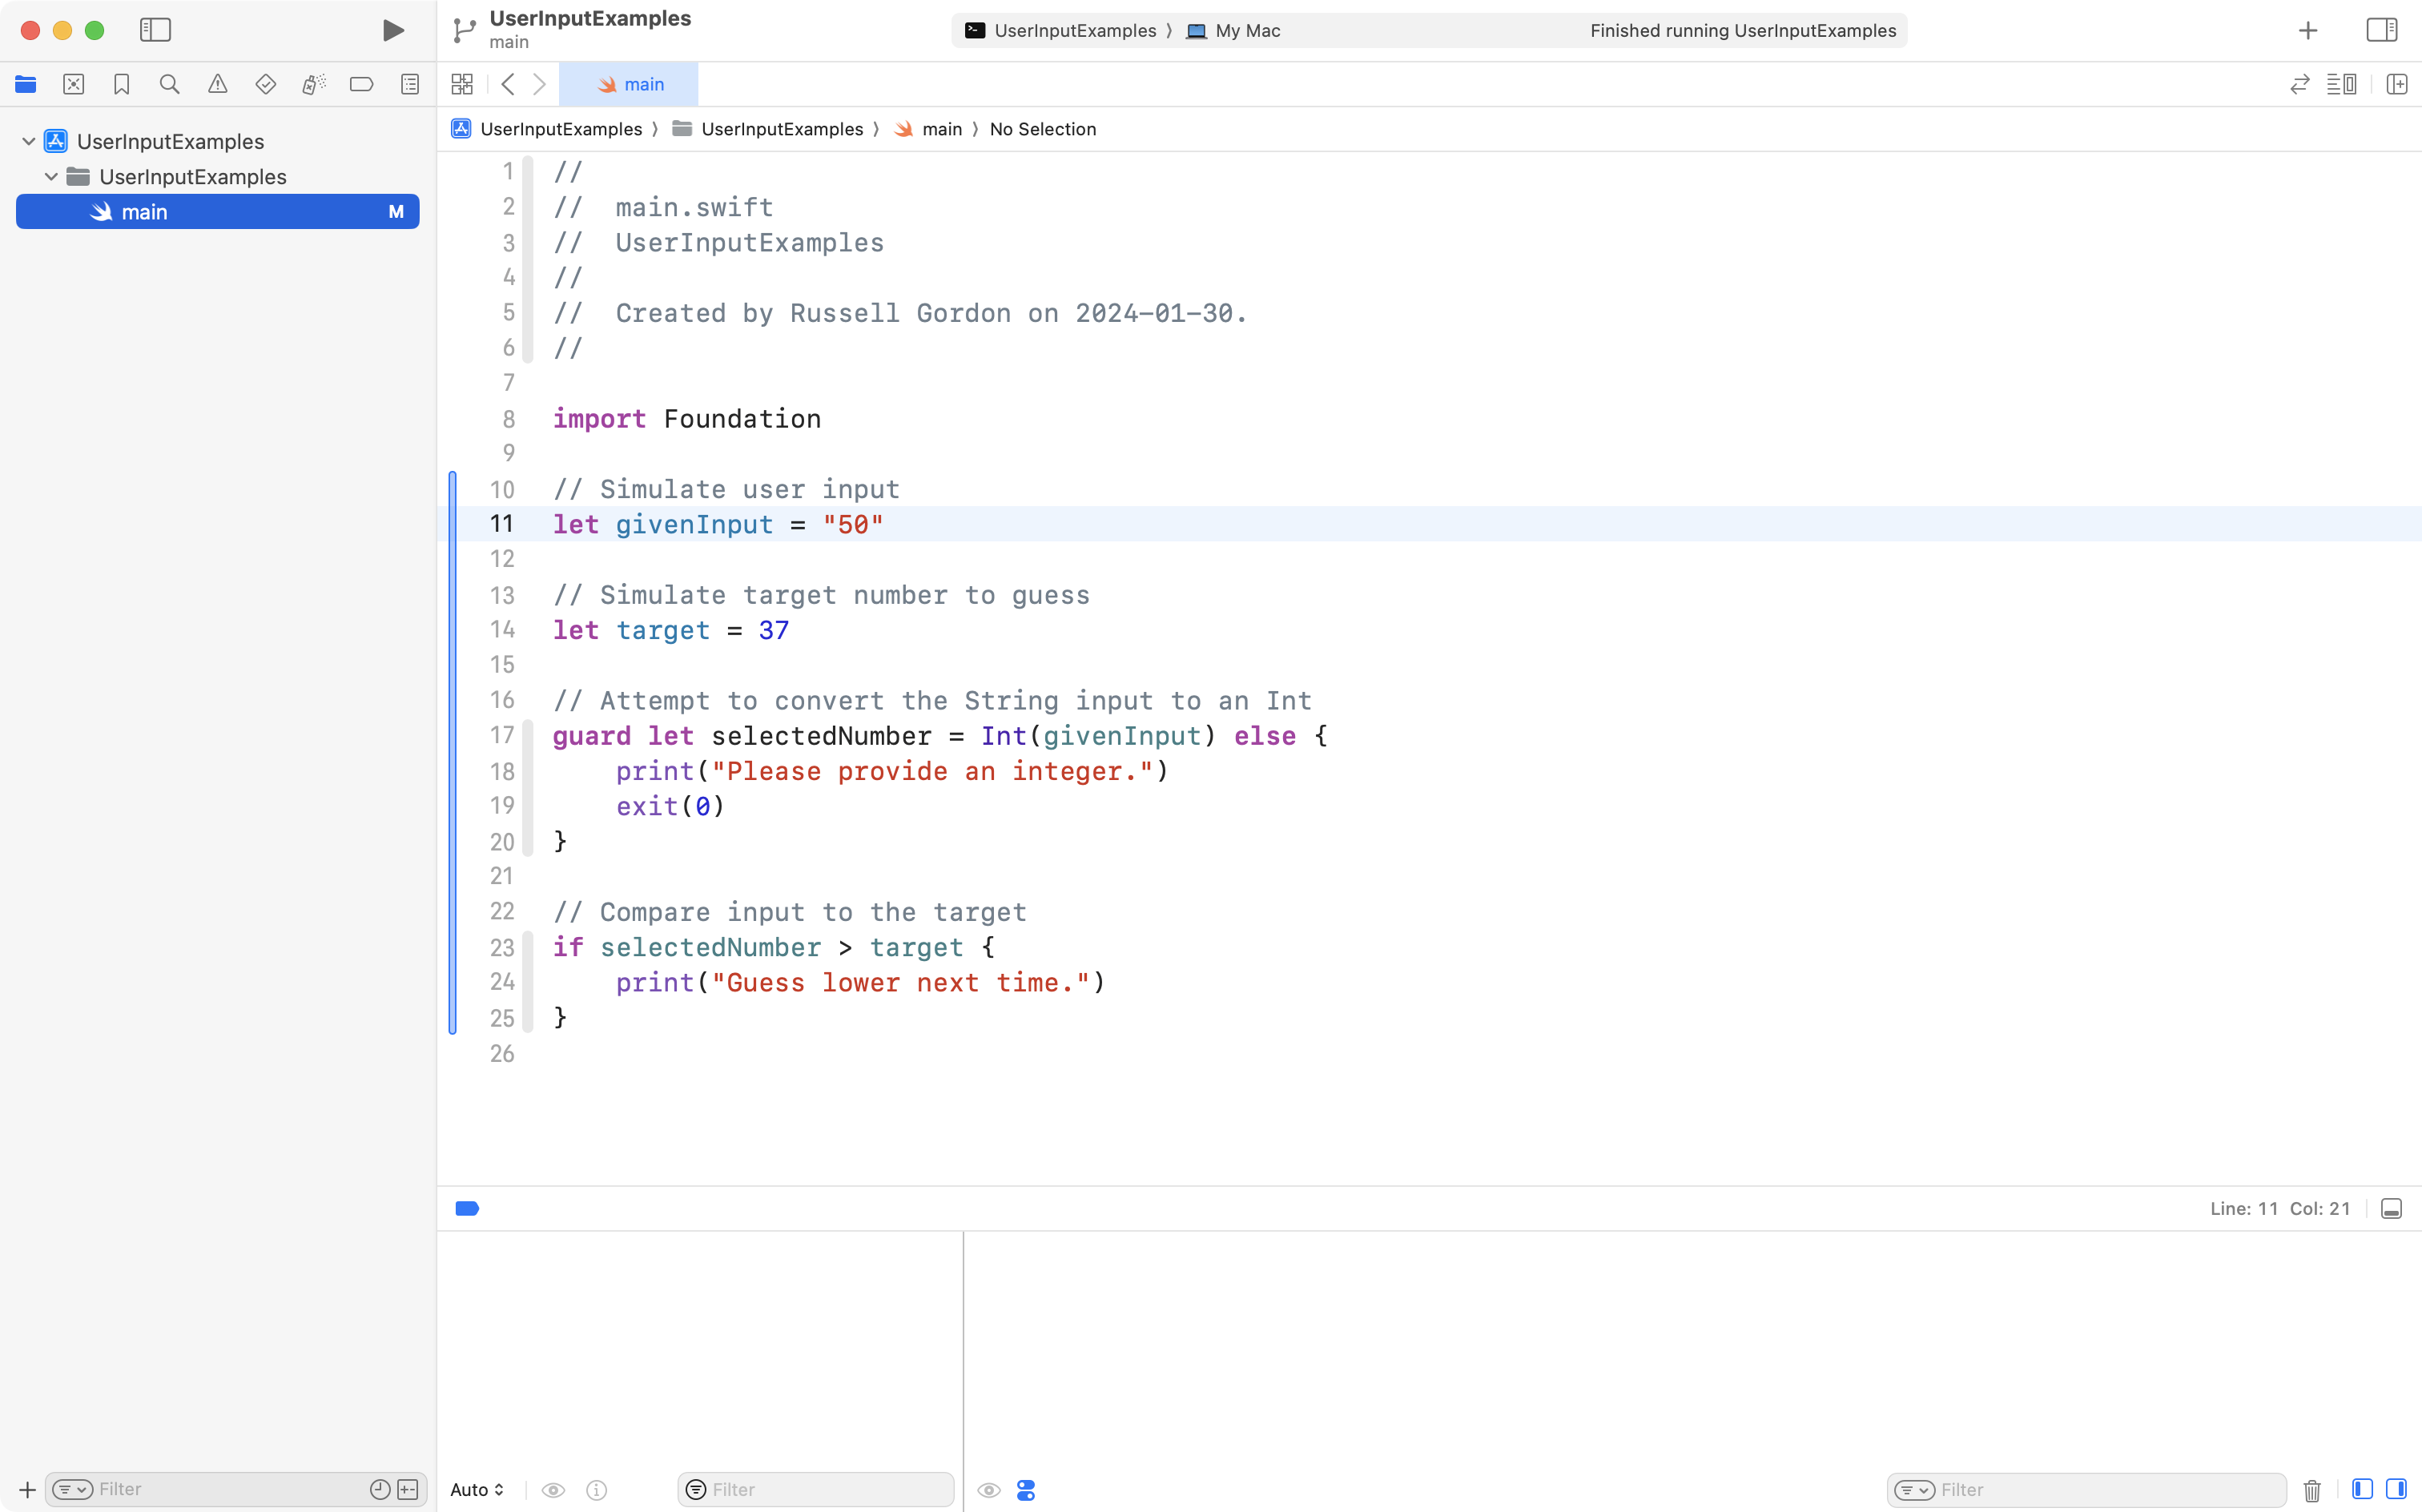 UserInputExamples
main
UserInputExamples 〉 My Mac
Finished running UserInputExamples
main
UserInputExamples 〉 UserInputExamples 〉 main 〉 No Selection
UserInputExamples
UserInputExamples
main M
1 //
2 //  main.swift
3 //  UserInputExamples
4 //
5 //  Created by Russell Gordon on 2024-01-30.
6 //
7
8 import Foundation
9
10 // Simulate user input
11 let givenInput = "50"
12
13 // Simulate target number to guess
14 let target = 37
15
16 // Attempt to convert the String input to an Int
17 guard let selectedNumber = Int(givenInput) else {
18     print("Please provide an integer.")
19     exit(0)
20 }
21
22 // Compare input to the target
23 if selectedNumber > target {
24     print("Guess lower next time.")
25 }
26
Line: 11 Col: 21
Filter
Auto
Filter
Filter